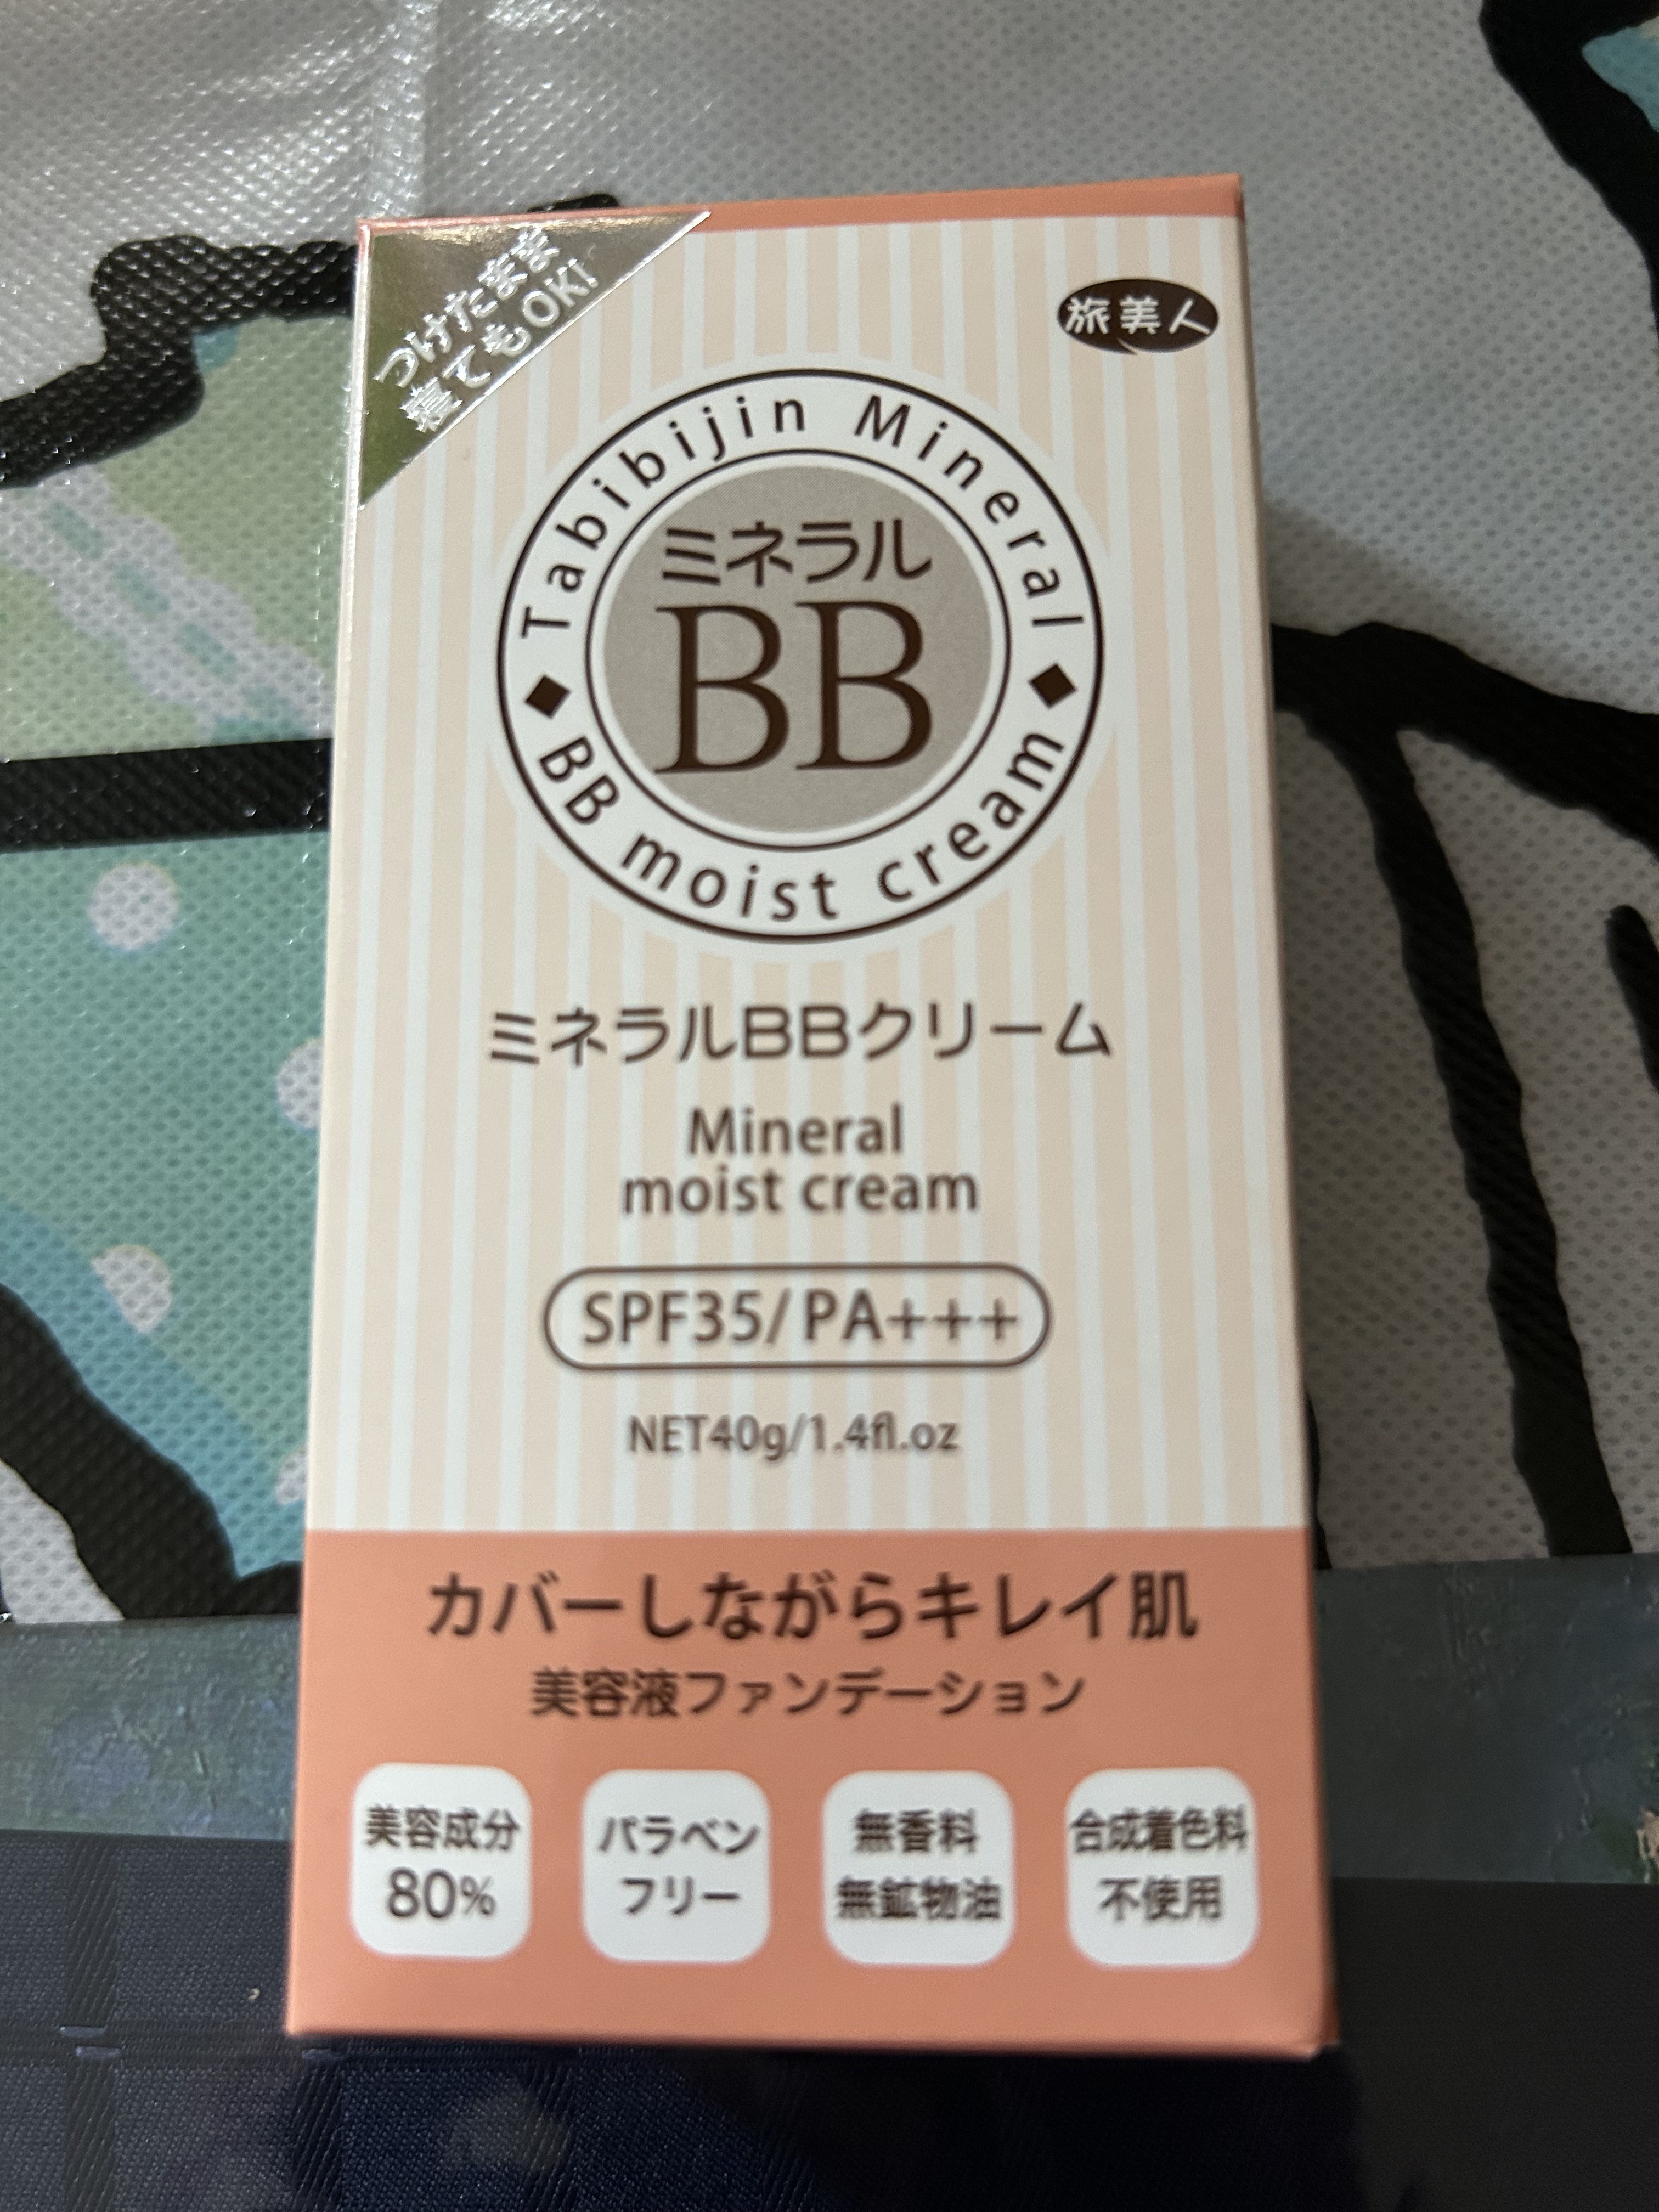 つけたまま
寝てもOK!
旅美人
Tabibijin Mineral
ミネラル
BB
BB moist cream
ミネラルBBクリーム
Mineral
moist cream
SPF35/PA+++
NET40g/1.4fl.oz
カバーしながらキレイ肌
美容液ファンデーション
美容成分
80%
パラベン
フリー
無香料
無鉱物油
合成着色料
不使用